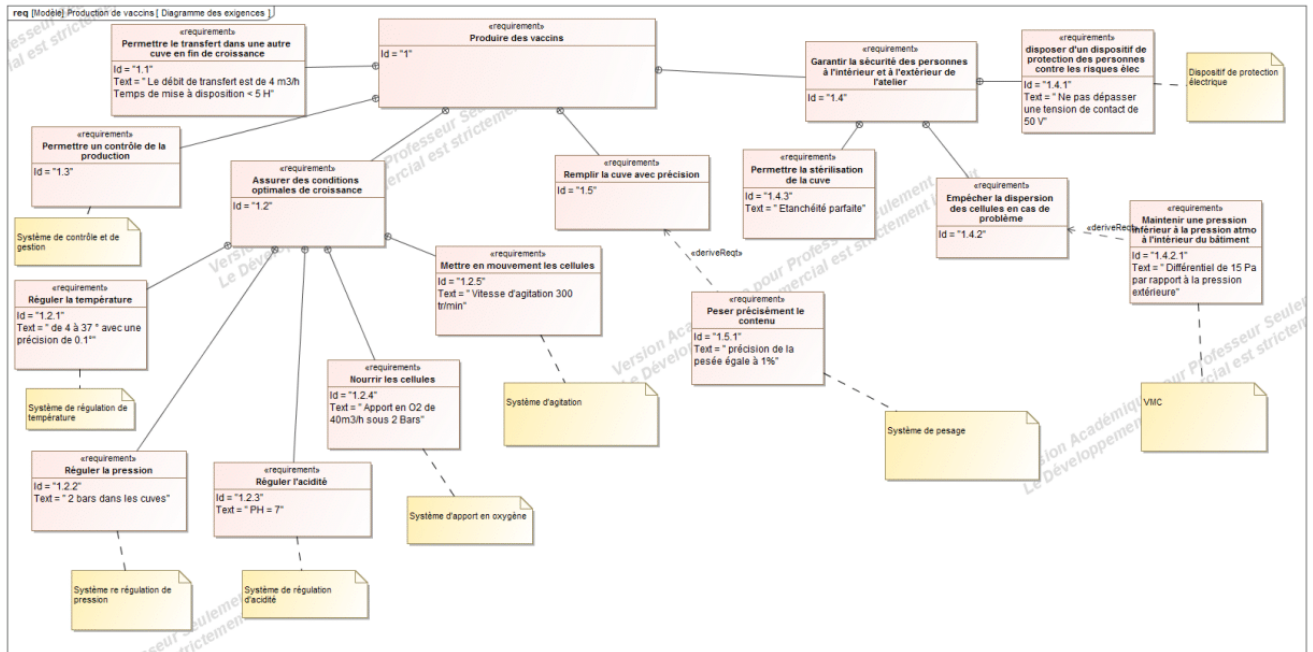 req [Modèle] Production de vaccins [ Diagramme des exigences ]
«requirement»
Permettre le transfert dans une autre
cuve en fin de croissance
Id = "1.1"
Text = " Le débit de transfert est de 4 m3/h
Temps de mise à disposition < 5 H"
«requirement»
Produire des vaccins
Id = "1"
«requirement»
Garantir la sécurité des personnes
à l'intérieur et à l'extérieur de
l'atelier
Id = "1.4"
«requirement»
disposer d'un dispositif de
protection des personnes
contre les risques élec
Id = "1.4.1"
Text = " Ne pas dépasser
une tension de contact de
50 V"
Dispositif de protection
électrique
«requirement»
Permettre un contrôle de la
production
Id = "1.3"
Système de contrôle et de
gestion
«requirement»
Assurer des conditions
optimales de croissance
Id = "1.2"
«requirement»
Remplir la cuve avec précision
Id = "1.5"
«requirement»
Permettre la stérilisation
de la cuve
Id = "1.4.3"
Text = " Etanchéité parfaite"
«requirement»
Empêcher la dispersion
des cellules en cas de
problème
Id = "1.4.2"
«deriveReqt»
«requirement»
Maintenir une pression
inférieur à la pression atmo
à l'intérieur du bâtiment
Id = "1.4.2.1"
Text = " Différentiel de 15 Pa
par rapport à la pression
extérieure"
«requirement»
Réguler la température
Id = "1.2.1"
Text = " de 4 à 37 ° avec une
précision de 0.1°"
Système de régulation de
température
«requirement»
Mettre en mouvement les cellules
Id = "1.2.5"
Text = " Vitesse d'agitation 300
tr/min"
«deriveReqt»
«requirement»
Peser précisèment le
contenu
Id = "1.5.1"
Text = " précision de la
pesée égale à 1%"
«requirement»
Nourrir les cellules
Id = "1.2.4"
Text = " Apport en O2 de
40m3/h sous 2 Bars"
Système d'agitation
Système de pesage
VMC
«requirement»
Réguler la pression
Id = "1.2.2"
Text = " 2 bars dans les cuves"
«requirement»
Réguler l'acidité
Id = "1.2.3"
Text = " PH = 7"
Système d'apport en oxygène
Système re régulation de
pression
Système de régulation
d'acidité